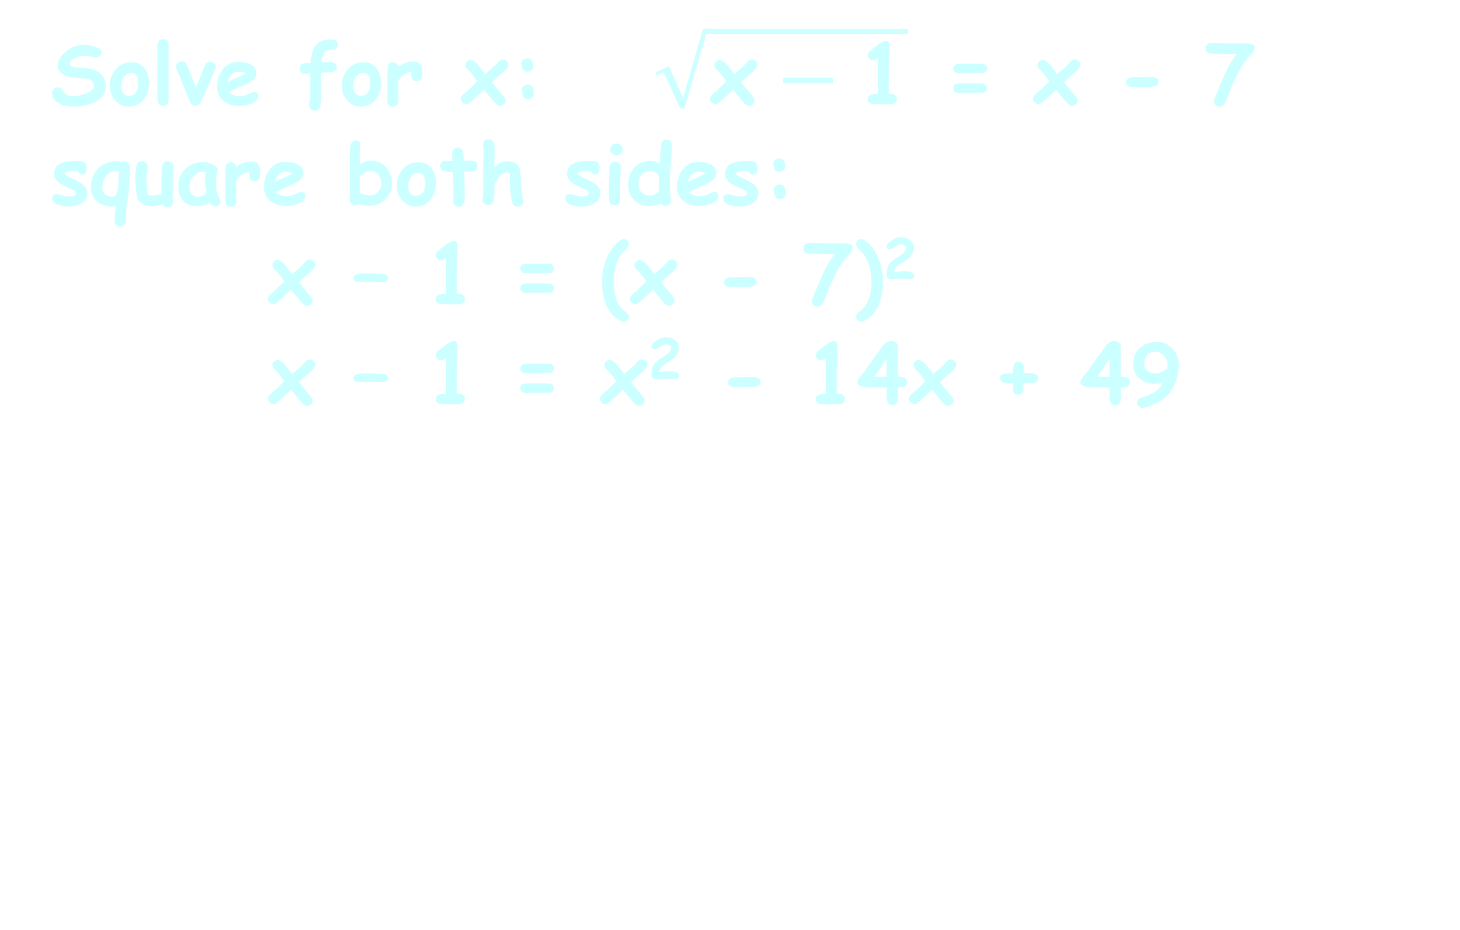 Solve for x: √x − 1 = x - 7
square both sides:
x – 1 = (x - 7)²
x – 1 = x² - 14x + 49